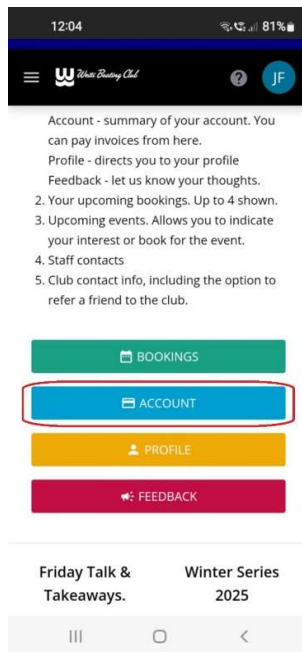 12:04 81%
Waiti Boating Club ? JF
Account - summary of your account. You
can pay invoices from here.
Profile - directs you to your profile
Feedback - let us know your thoughts.
2. Your upcoming bookings. Up to 4 shown.
3. Upcoming events. Allows you to indicate
your interest or book for the event.
4. Staff contacts
5. Club contact info, including the option to
refer a friend to the club.
BOOKINGS
ACCOUNT
PROFILE
FEEDBACK
Friday Talk &
Takeaways.
Winter Series
2025